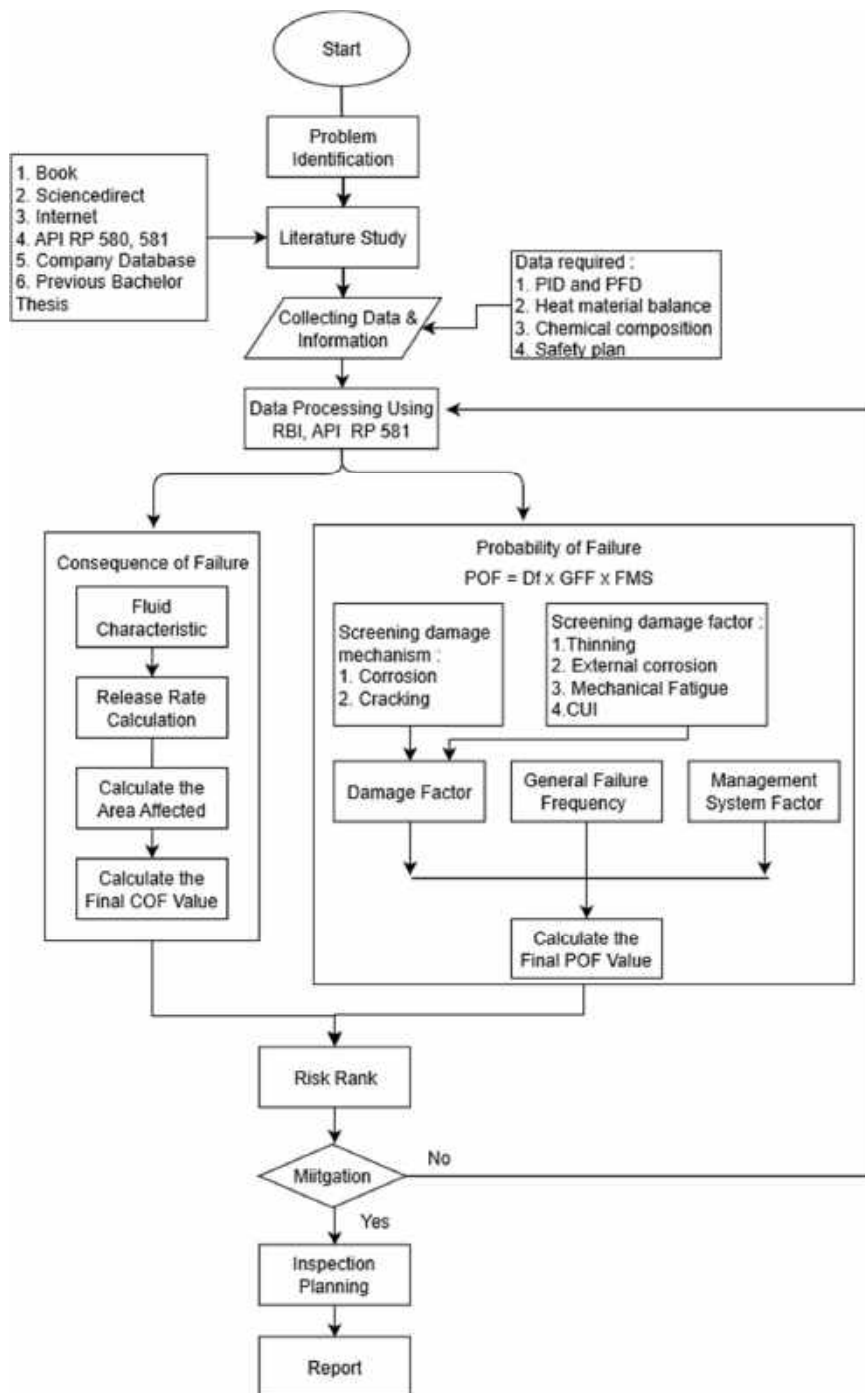 Start
Problem
Identification
1. Book
2. Sciencedirect
3. Internet
4. API RP 580, 581
5. Company Database
6. Previous Bachelor
Thesis
Literature Study
Data required :
1. PID and PFD
2. Heat material balance
3. Chemical composition
4. Safety plan
Collecting Data &
Information
Data Processing Using
RBI, API RP 581
Consequence of Failure
Fluid
Characteristic
Release Rate
Calculation
Calculate the
Area Affected
Calculate the
Final COF Value
Probability of Failure
POF = Df x GFF x FMS
Screening damage
mechanism :
1. Corrosion
2. Cracking
Screening damage factor :
1.Thinning
2. External corrosion
3. Mechanical Fatigue
4.CUI
Damage Factor
General Failure
Frequency
Management
System Factor
Calculate the
Final POF Value
Risk Rank
Miitgation
No
Yes
Inspection
Planning
Report